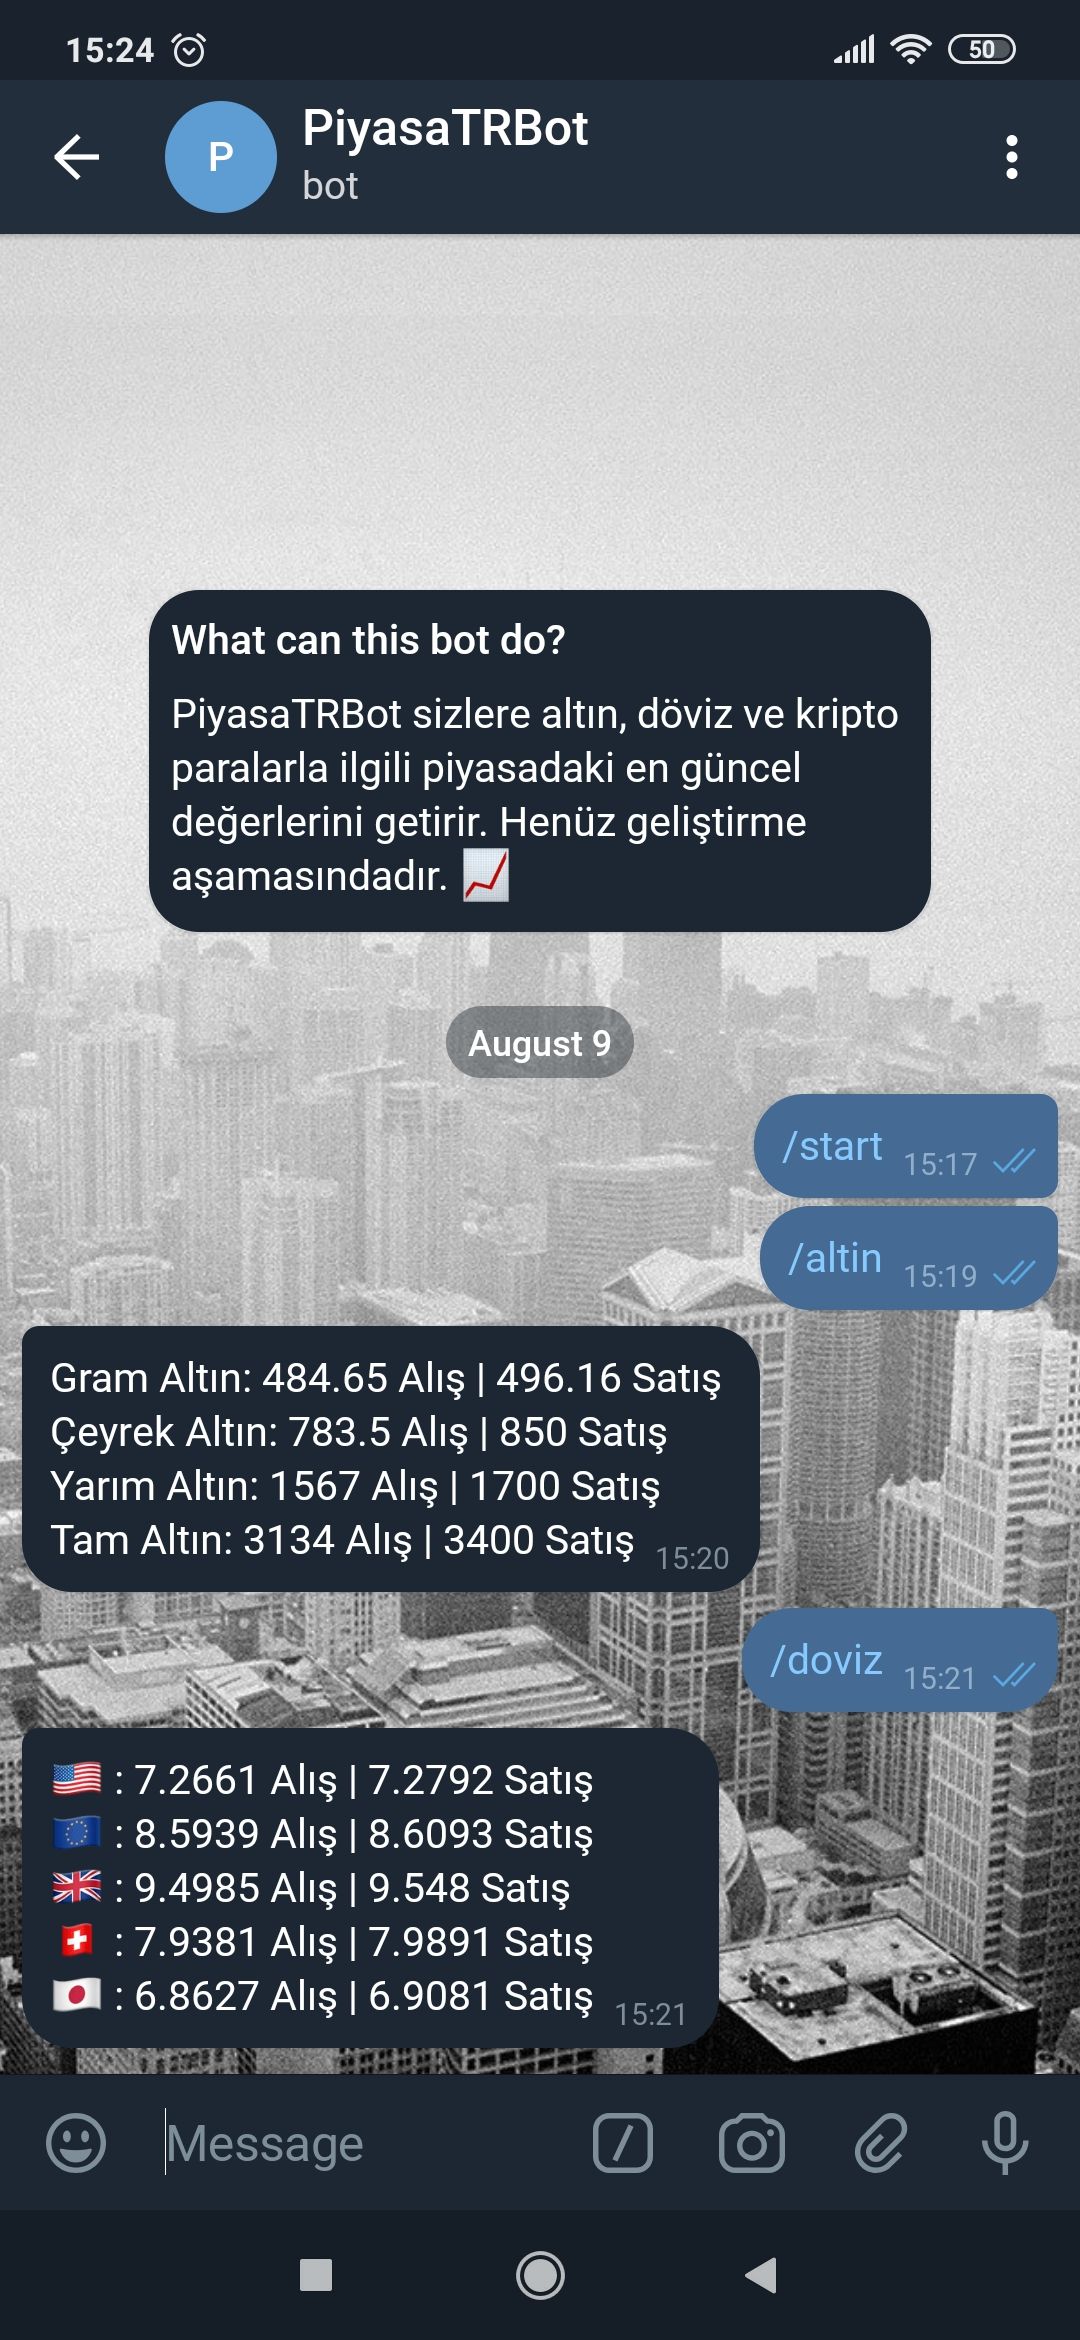 15:24
50
P
PiyasaTRBot
bot
What can this bot do?
PiyasaTRBot sizlere altın, döviz ve kripto
paralarla ilgili piyasadaki en güncel
değerlerini getirir. Henüz geliştirme
aşamasındadır. 📈
August 9
/start 15:17
/altin 15:19
Gram Altın: 484.65 Alış | 496.16 Satış
Çeyrek Altın: 783.5 Alış | 850 Satış
Yarım Altın: 1567 Alış | 1700 Satış
Tam Altın: 3134 Alış | 3400 Satış 15:20
/doviz 15:21
🇺🇸 : 7.2661 Alış | 7.2792 Satış
🇪🇺 : 8.5939 Alış | 8.6093 Satış
🇬🇧 : 9.4985 Alış | 9.548 Satış
🇨🇭 : 7.9381 Alış | 7.9891 Satış
🇯🇵 : 6.8627 Alış | 6.9081 Satış 15:21
Message